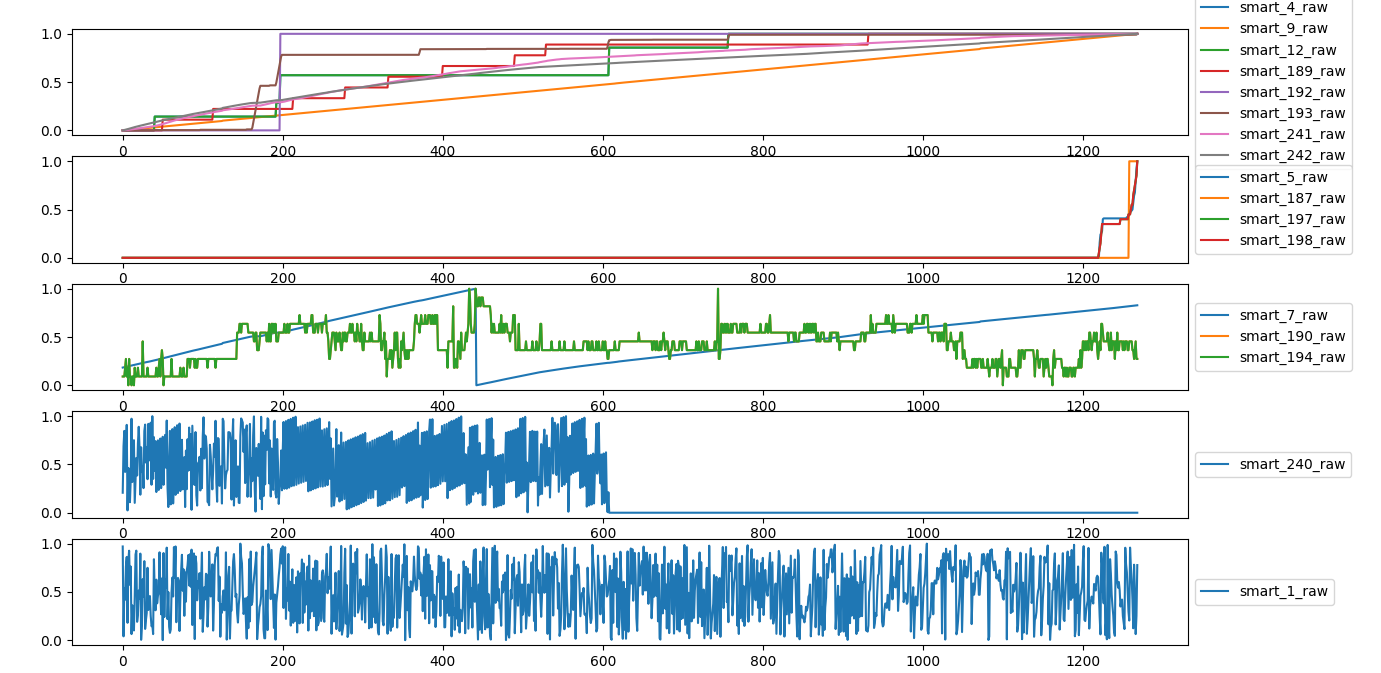 smart_4_raw
smart_9_raw
smart_12_raw
smart_189_raw
smart_192_raw
smart_193_raw
smart_241_raw
smart_242_raw
1.0
0.5
0.0
0 200 400 600 800 1000 1200
smart_5_raw
smart_187_raw
smart_197_raw
smart_198_raw
1.0
0.5
0.0
0 200 400 600 800 1000 1200
smart_7_raw
smart_190_raw
smart_194_raw
1.0
0.5
0.0
0 200 400 600 800 1000 1200
smart_240_raw
1.0
0.5
0.0
0 200 400 600 800 1000 1200
smart_1_raw
1.0
0.5
0.0
0 200 400 600 800 1000 1200